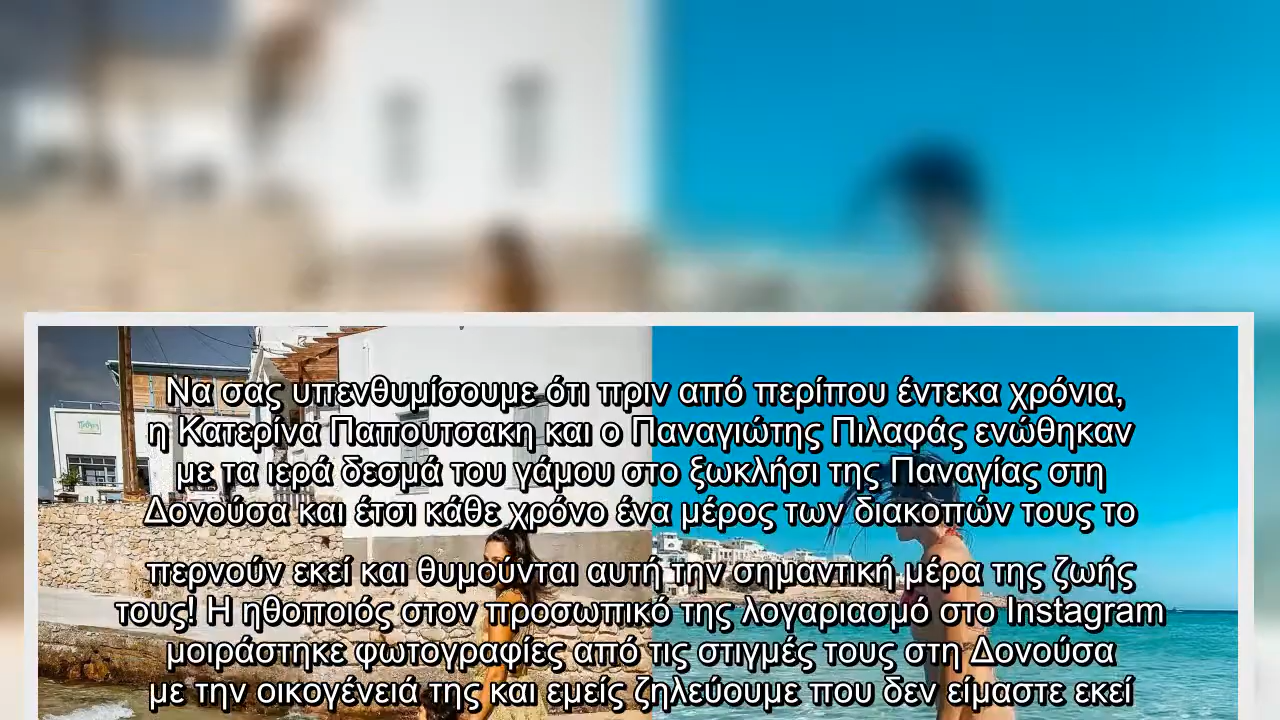 Να σας υπενθυμίσουμε ότι πριν από περίπου έντεκα χρόνια,
η Κατερίνα Παπουτσακη και ο Παναγιώτης Πιλαφάς ενώθηκαν
με τα ιερά δεσμά του γάμου στο ξωκλήσι της Παναγίας στη
Δονούσα και έτσι κάθε χρόνο ένα μέρος των διακοπών τους το
περνούν εκεί και θυμούνται αυτή την σημαντική μέρα της ζωής
τους! Η ηθοποιός στον προσωπικό της λογαριασμό στο Instagram
μοιράστηκε φωτογραφίες από τις στιγμές τους στη Δονούσα
με την οικογένειά της και εμείς ζηλεύουμε που δεν είμαστε εκεί